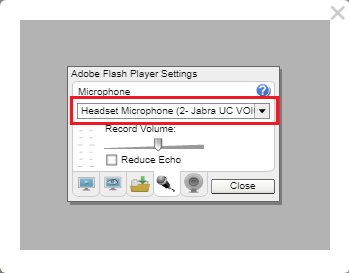 Adobe Flash Player Settings
Microphone
Headset Microphone (2- Jabra UC VOI
Record Volume:
Reduce Echo
Close